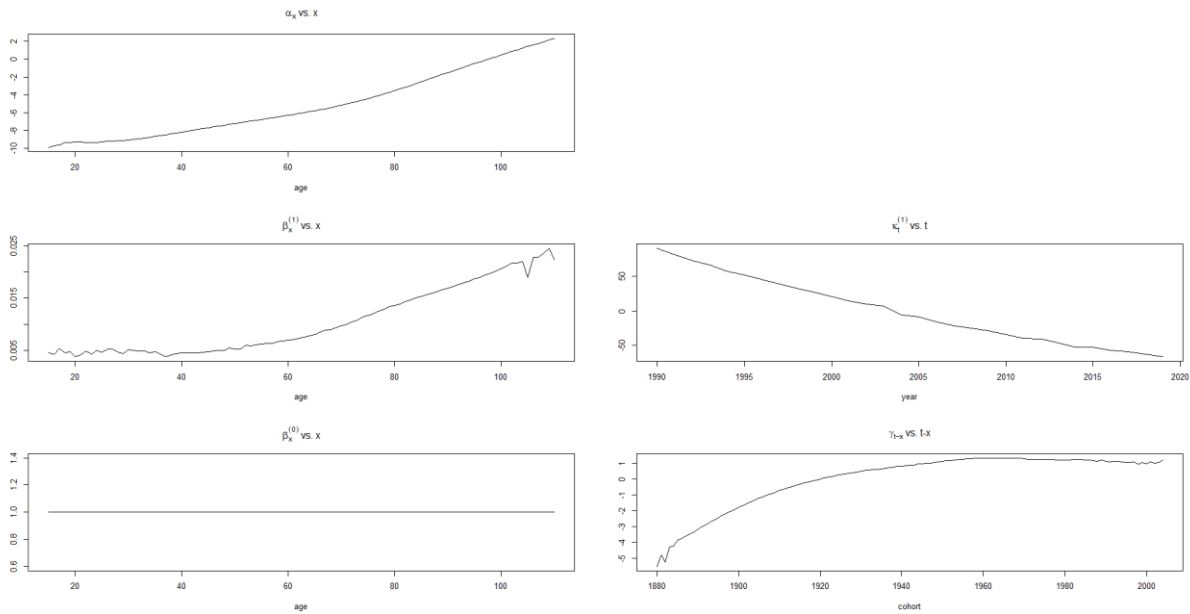 αₓ vs. x
-10 -8 -6 -4 -2 0 2
20 40 60 80 100
age
βₓ⁽¹⁾ vs. x
0.005 0.015 0.025
20 40 60 80 100
age
κₜ⁽¹⁾ vs. t
-50 0 50
1990 1995 2000 2005 2010 2015 2020
year
βₓ⁽⁰⁾ vs. x
0.6 0.8 1.0 1.2 1.4
20 40 60 80 100
age
γₜ₋ₓ vs. t-x
-5 -4 -3 -2 -1 0 1
1880 1900 1920 1940 1960 1980 2000
cohort